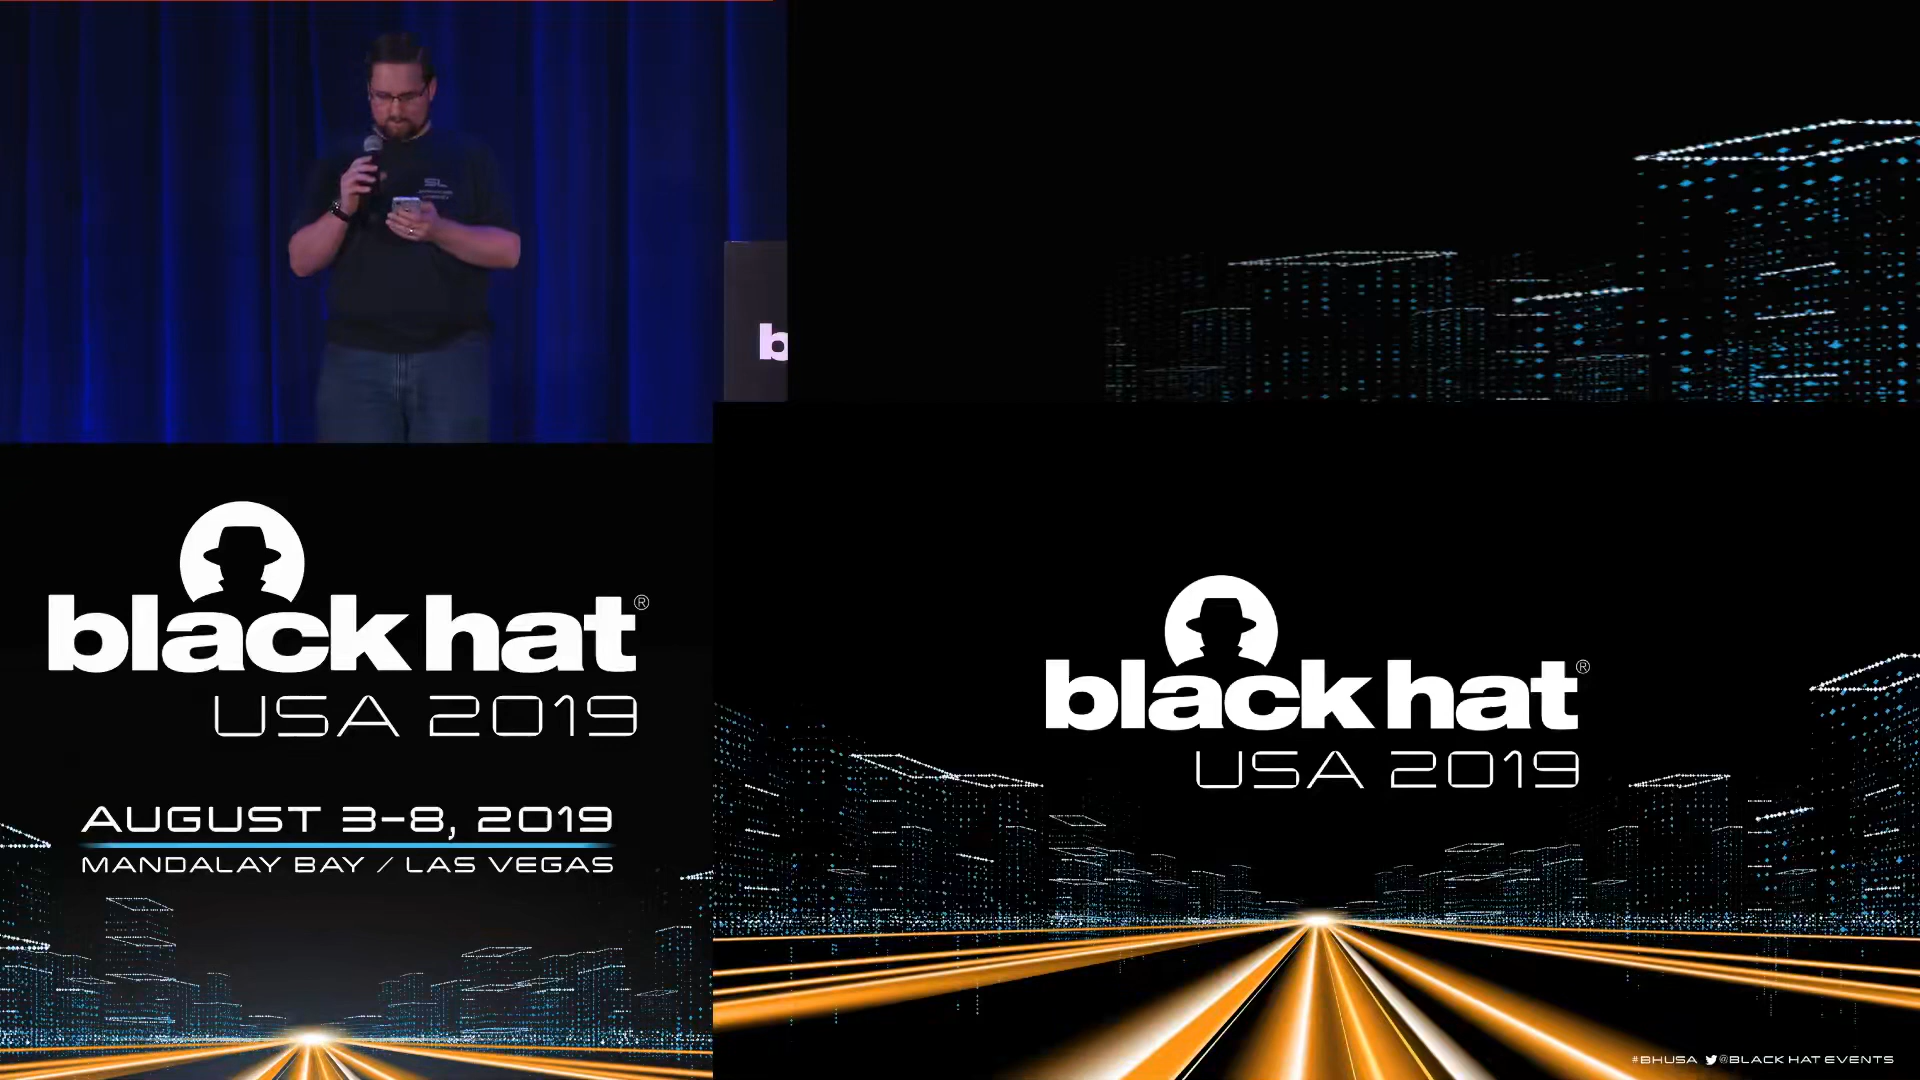 b
black hat®
USA 2019
AUGUST 3-8, 2019
MANDALAY BAY / LAS VEGAS
black hat®
USA 2019
#BHUSA @BLACK HAT EVENTS